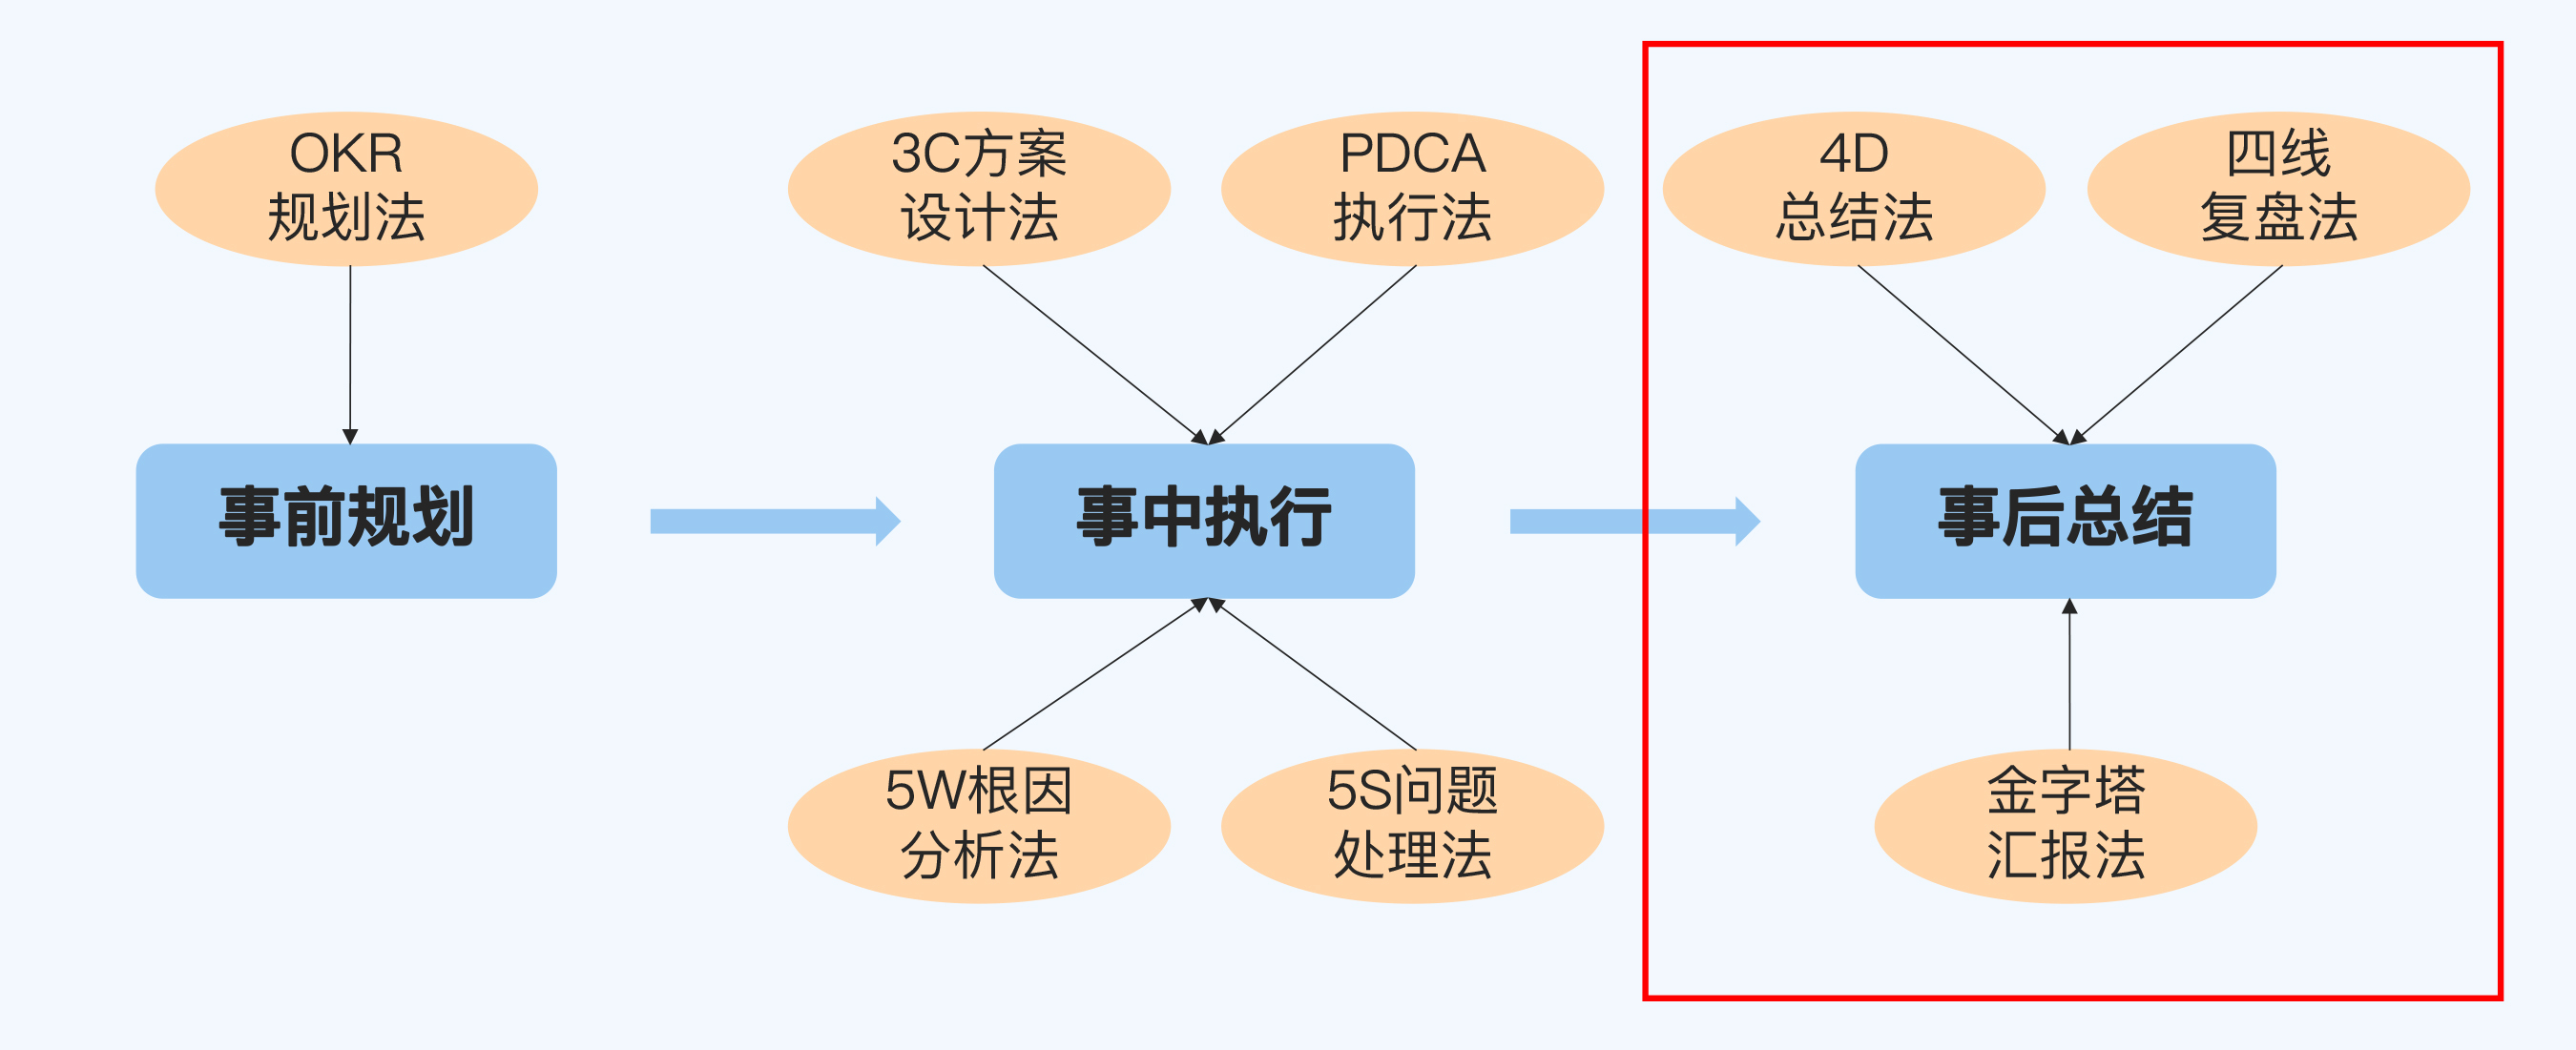 OKR
规划法
3C方案
设计法
PDCA
执行法
4D
总结法
四线
复盘法
事前规划
事中执行
事后总结
5W根因
分析法
5S问题
处理法
金字塔
汇报法